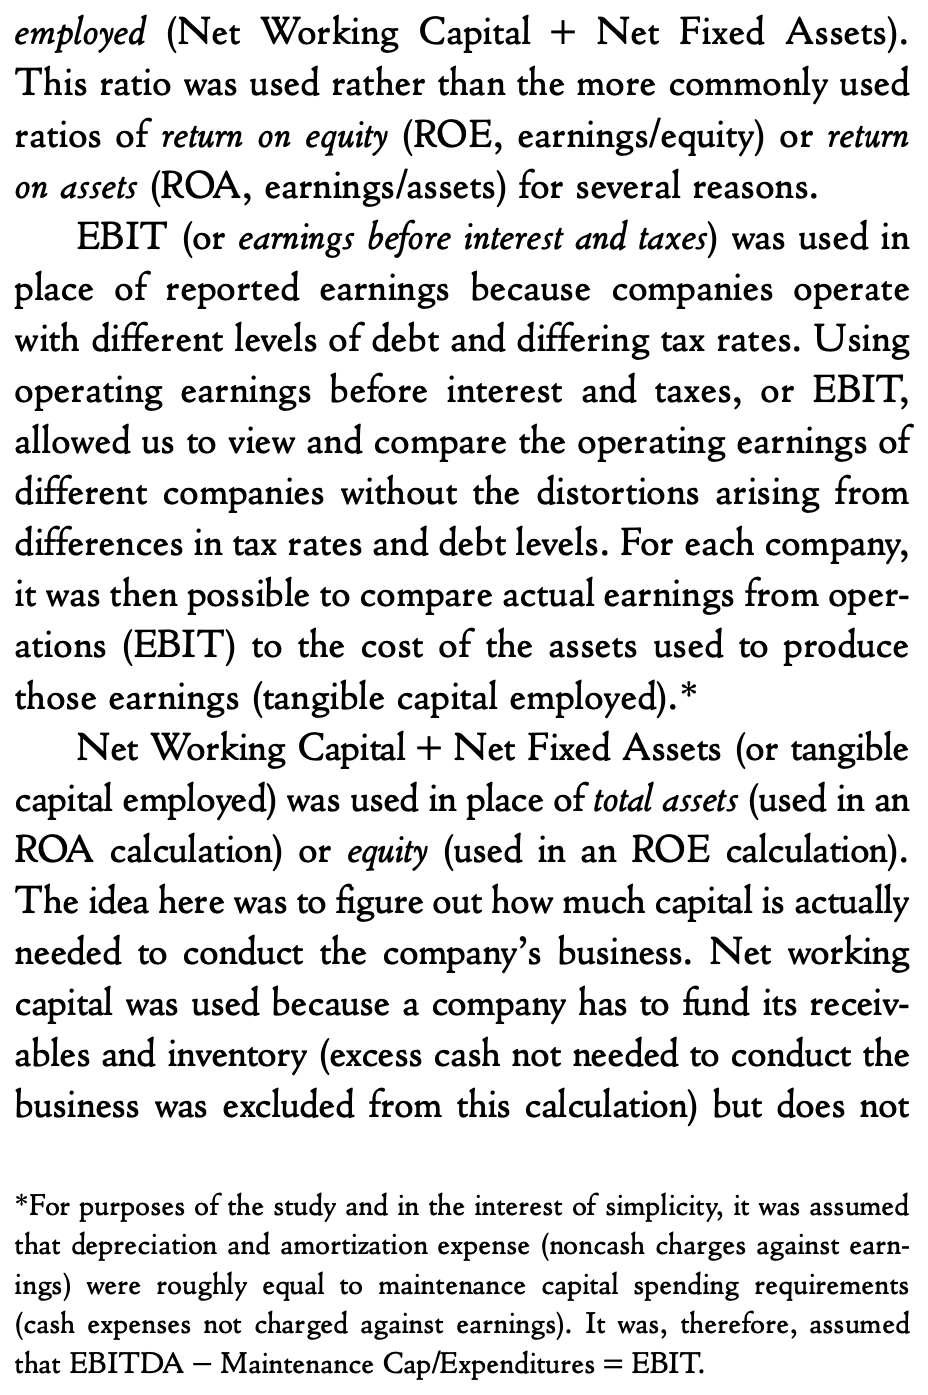 employed (Net Working Capital + Net Fixed Assets).
This ratio was used rather than the more commonly used
ratios of return on equity (ROE, earnings/equity) or return
on assets (ROA, earnings/assets) for several reasons.
EBIT (or earnings before interest and taxes) was used in
place of reported earnings because companies operate
with different levels of debt and differing tax rates. Using
operating earnings before interest and taxes, or EBIT,
allowed us to view and compare the operating earnings of
different companies without the distortions arising from
differences in tax rates and debt levels. For each company,
it was then possible to compare actual earnings from oper-
ations (EBIT) to the cost of the assets used to produce
those earnings (tangible capital employed).*
Net Working Capital + Net Fixed Assets (or tangible
capital employed) was used in place of total assets (used in an
ROA calculation) or equity (used in an ROE calculation).
The idea here was to figure out how much capital is actually
needed to conduct the company’s business. Net working
capital was used because a company has to fund its receiv-
ables and inventory (excess cash not needed to conduct the
business was excluded from this calculation) but does not
*For purposes of the study and in the interest of simplicity, it was assumed
that depreciation and amortization expense (noncash charges against earn-
ings) were roughly equal to maintenance capital spending requirements
(cash expenses not charged against earnings). It was, therefore, assumed
that EBITDA – Maintenance Cap/Expenditures = EBIT.